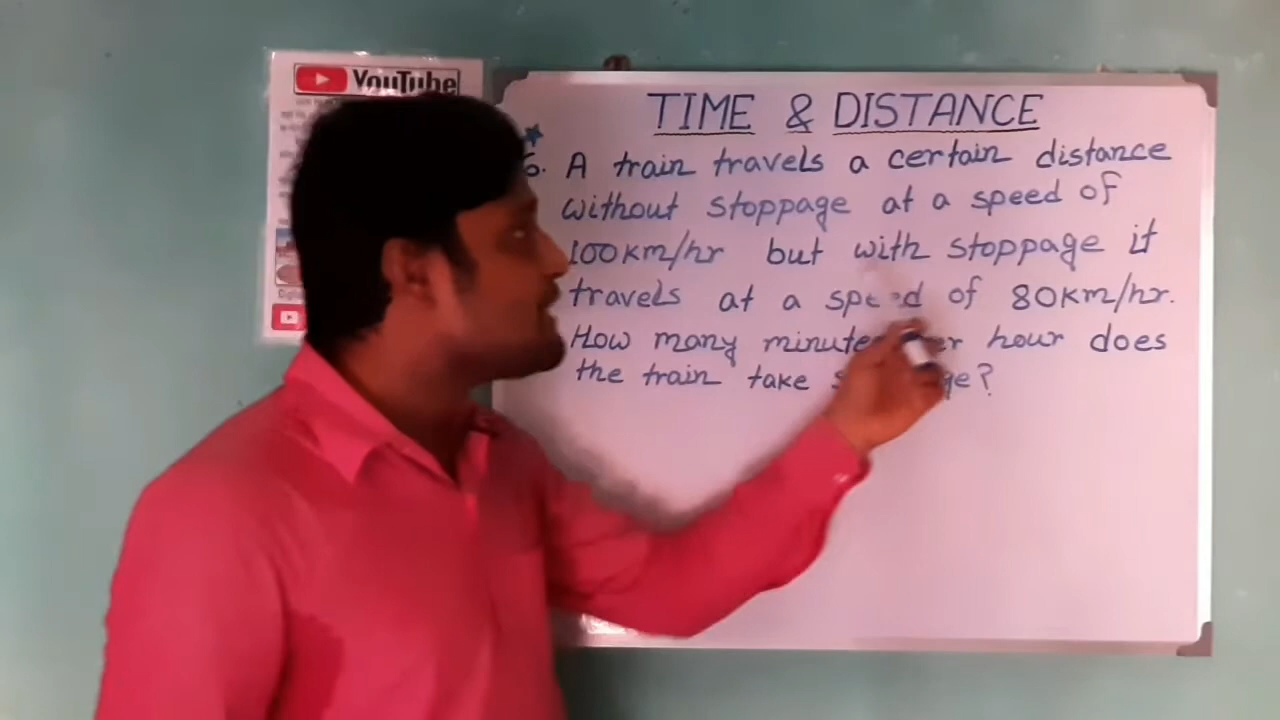 YouTube
TIME & DISTANCE
6. A train travels a certain distance
without stoppage at a speed of
100km/hr but with stoppage it
travels at a speed of 80km/hr.
How many minutes per hour does
the train take ?